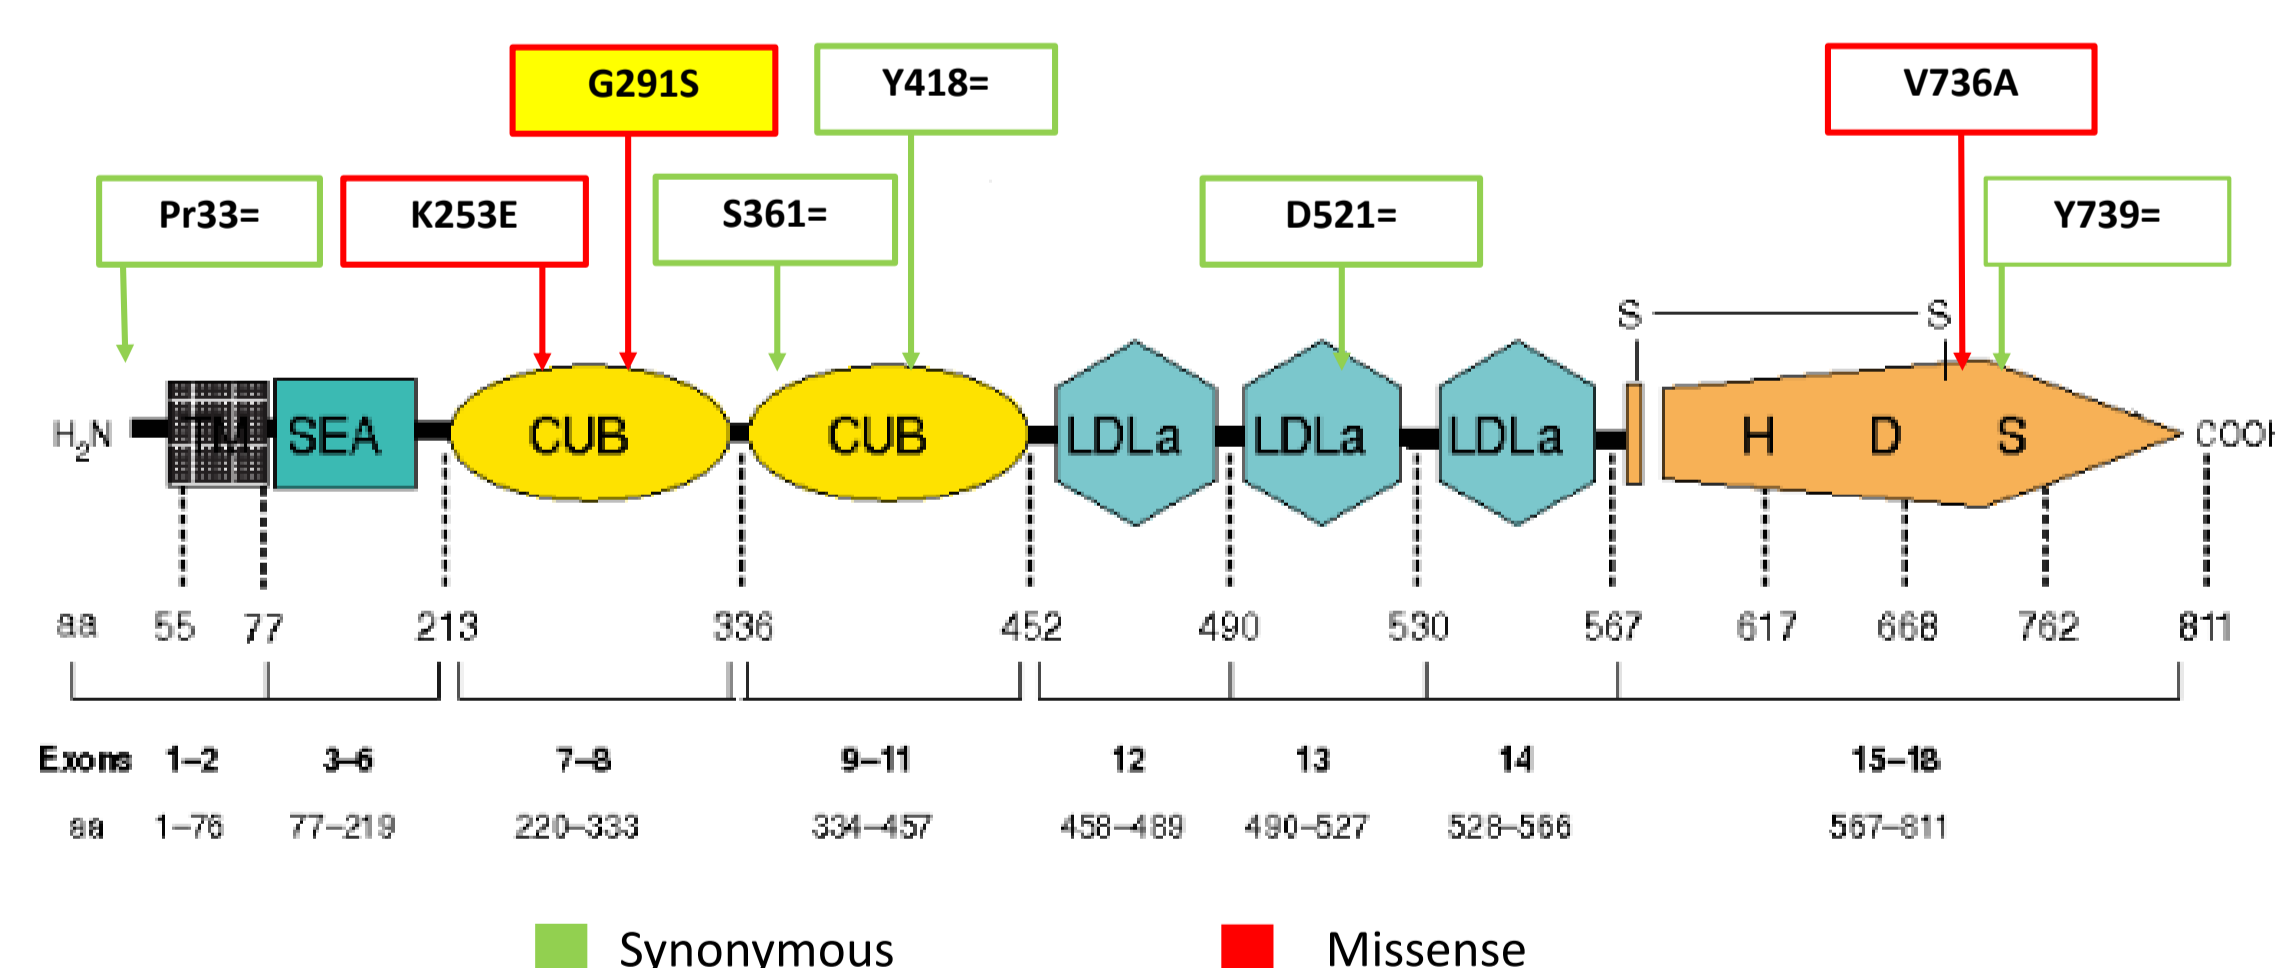 G291S Y418= V736A
Pr33= K253E S361= D521= Y739=
S S
H2N TM SEA CUB CUB LDLa LDLa LDLa H D S COOH
aa 55 77 213 336 452 490 530 567 617 668 762 811
Exons 1–2 3–6 7–8 9–11 12 13 14 15–18
aa 1–76 77–219 220–333 334–457 458–489 490–527 528–566 567–811
Synonymous Missense